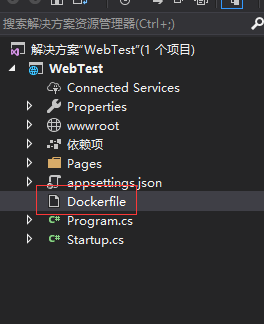 搜索解决方案资源管理器(Ctrl+;)
解决方案"WebTest"(1 个项目)
WebTest
Connected Services
Properties
wwwroot
依赖项
Pages
appsettings.json
Dockerfile
C# Program.cs
C# Startup.cs